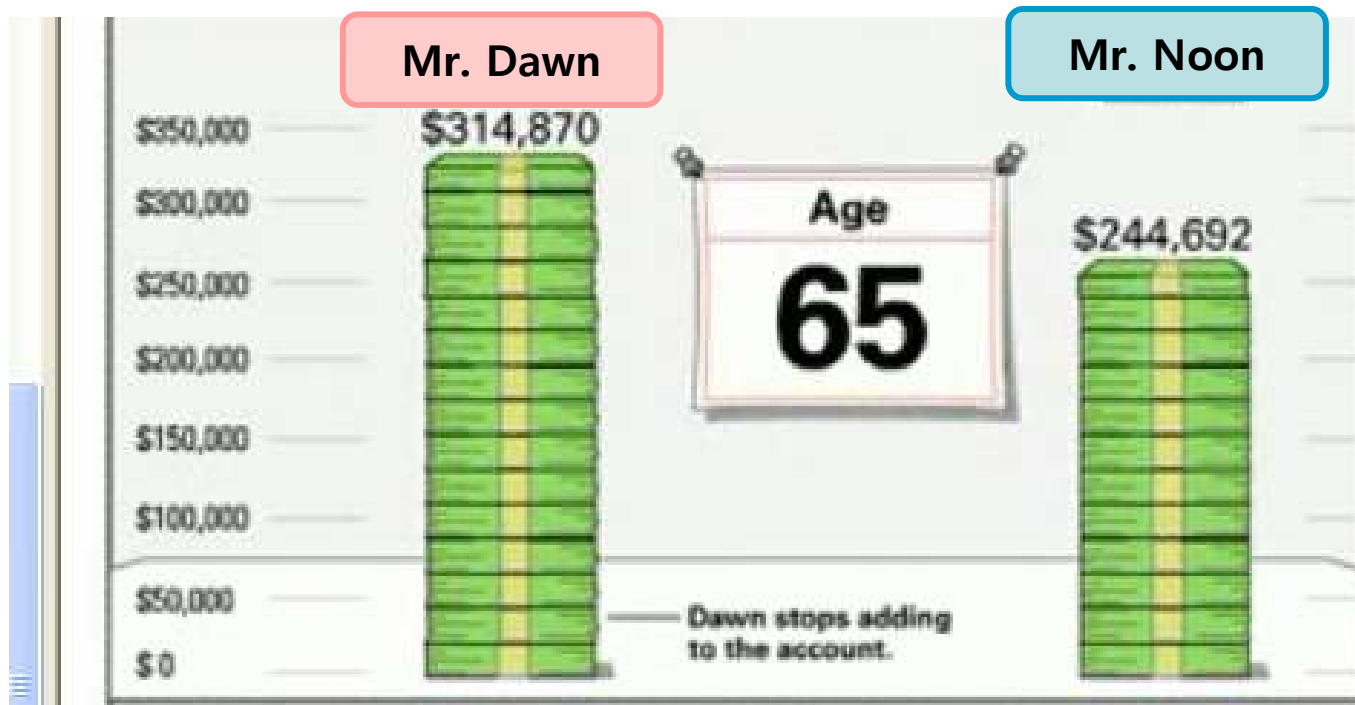 Mr. Dawn
Mr. Noon
$350,000
$314,870
$300,000
Age
$244,692
$250,000
65
$200,000
$150,000
$100,000
$50,000
Dawn stops adding
to the account.
$0